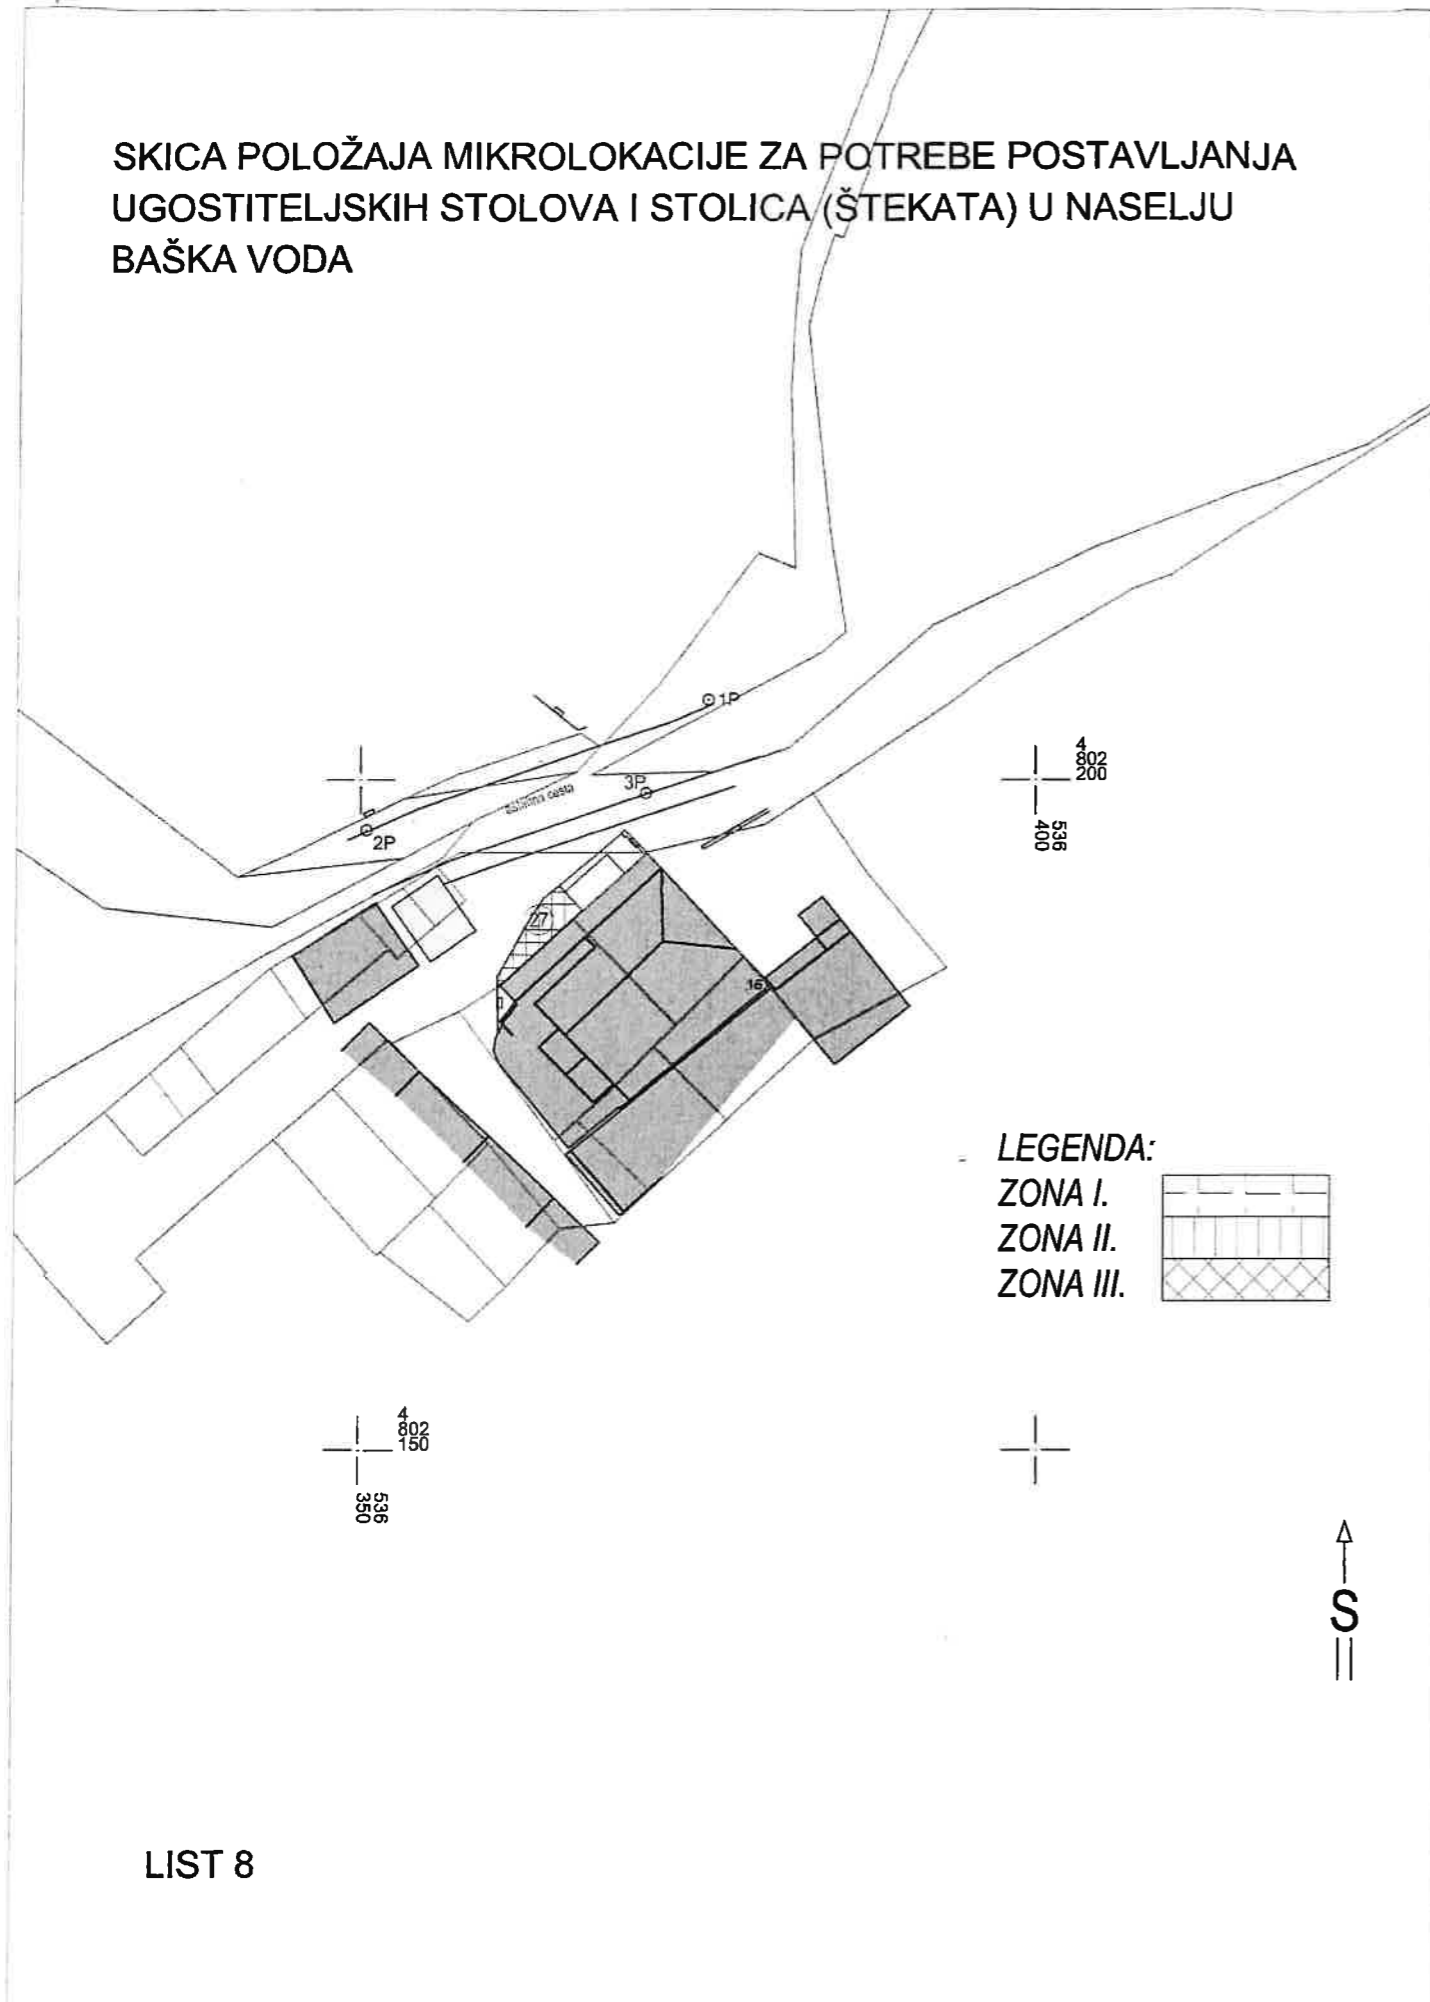 SKICA POLOŽAJA MIKROLOKACIJE ZA POTREBE POSTAVLJANJA
UGOSTITELJSKIH STOLOVA I STOLICA (ŠTEKATA) U NASELJU
BAŠKA VODA
1P
4
802
200
536
400
3P
cesta
2P
27
16
LEGENDA:
ZONA I.
ZONA II.
ZONA III.
4
802
150
536
350
S
LIST 8